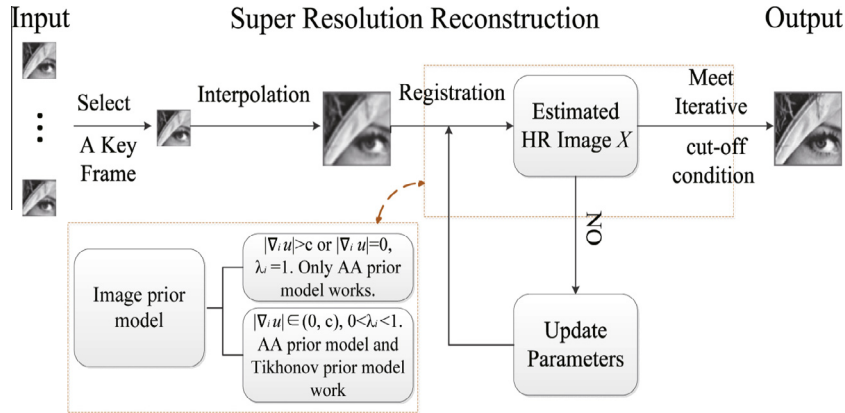 Input
Super Resolution Reconstruction
Output
Select
A Key
Frame
Interpolation
Registration
Estimated
HR Image X
Meet
Iterative
cut-off
condition
NO
Update
Parameters
Image prior
model
|∇ᵢ u|>c or |∇ᵢ u|=0,
λᵢ =1. Only AA prior
model works.
|∇ᵢ u|∈(0, c), 0<λᵢ<1.
AA prior model and
Tikhonov prior model
work